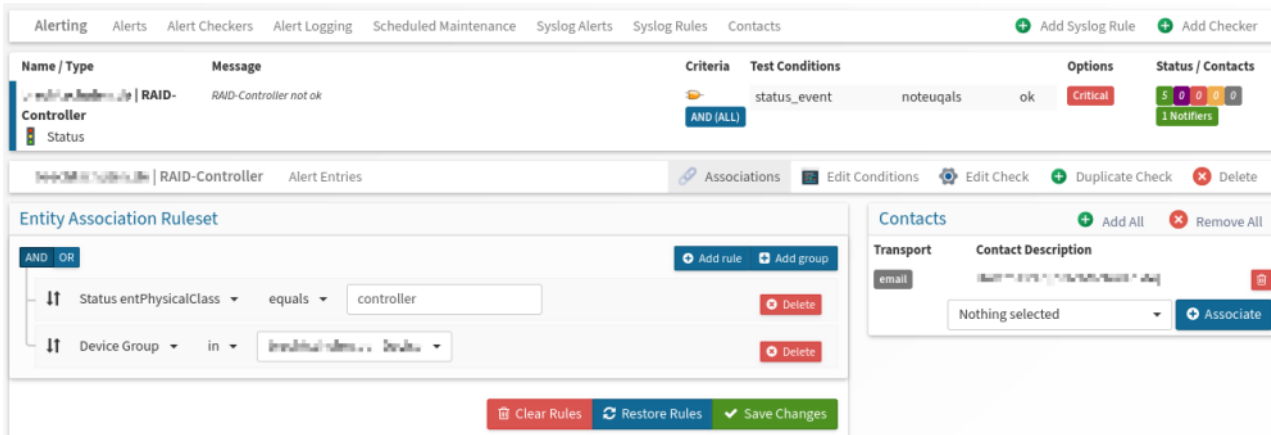 Alerting Alerts Alert Checkers Alert Logging Scheduled Maintenance Syslog Alerts Syslog Rules Contacts Add Syslog Rule Add Checker
Name / Type Message Criteria Test Conditions Options Status / Contacts
| RAID- RAID-Controller not ok status_event noteuqals ok Critical 5 0 0 0 0
Controller AND (ALL) 1 Notifiers
Status
| RAID-Controller Alert Entries Associations Edit Conditions Edit Check Duplicate Check Delete
Entity Association Ruleset Contacts Add All Remove All
AND OR Add rule Add group Transport Contact Description
email
Status entPhysicalClass equals controller Delete
Nothing selected Associate
Device Group in Delete
Clear Rules Restore Rules Save Changes